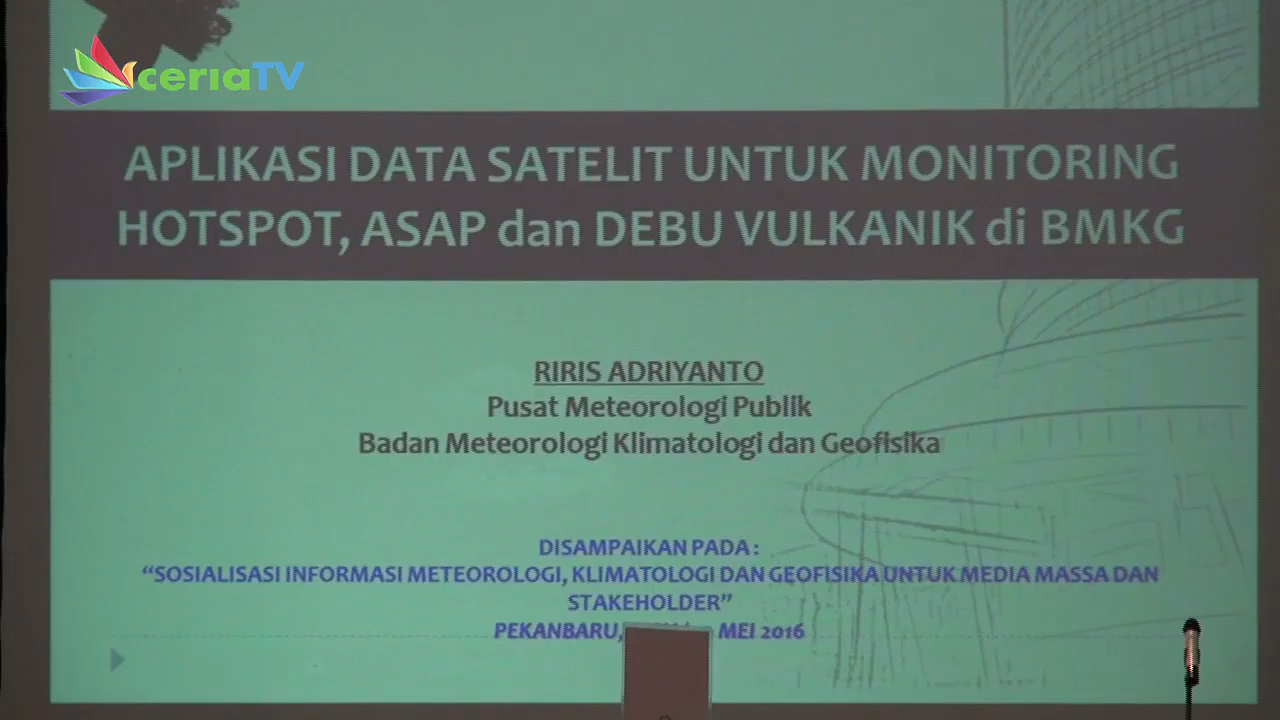 ceriaTV
APLIKASI DATA SATELIT UNTUK MONITORING
HOTSPOT, ASAP dan DEBU VULKANIK di BMKG
RIRIS ADRIYANTO
Pusat Meteorologi Publik
Badan Meteorologi Klimatologi dan Geofisika
DISAMPAIKAN PADA :
“SOSIALISASI INFORMASI METEOROLOGI, KLIMATOLOGI DAN GEOFISIKA UNTUK MEDIA MASSA DAN
STAKEHOLDER”
PEKANBARU, MEI 2016